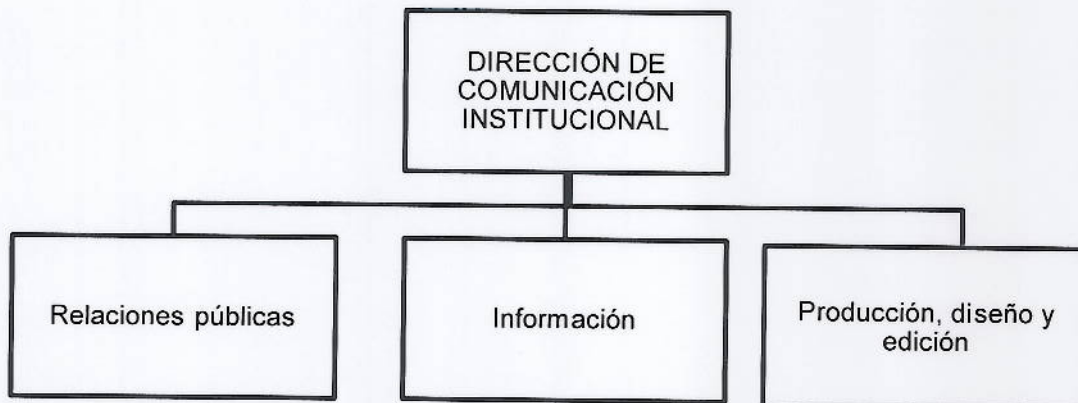 DIRECCIÓN DE
COMUNICACIÓN
INSTITUCIONAL
Relaciones públicas
Información
Producción, diseño y
edición